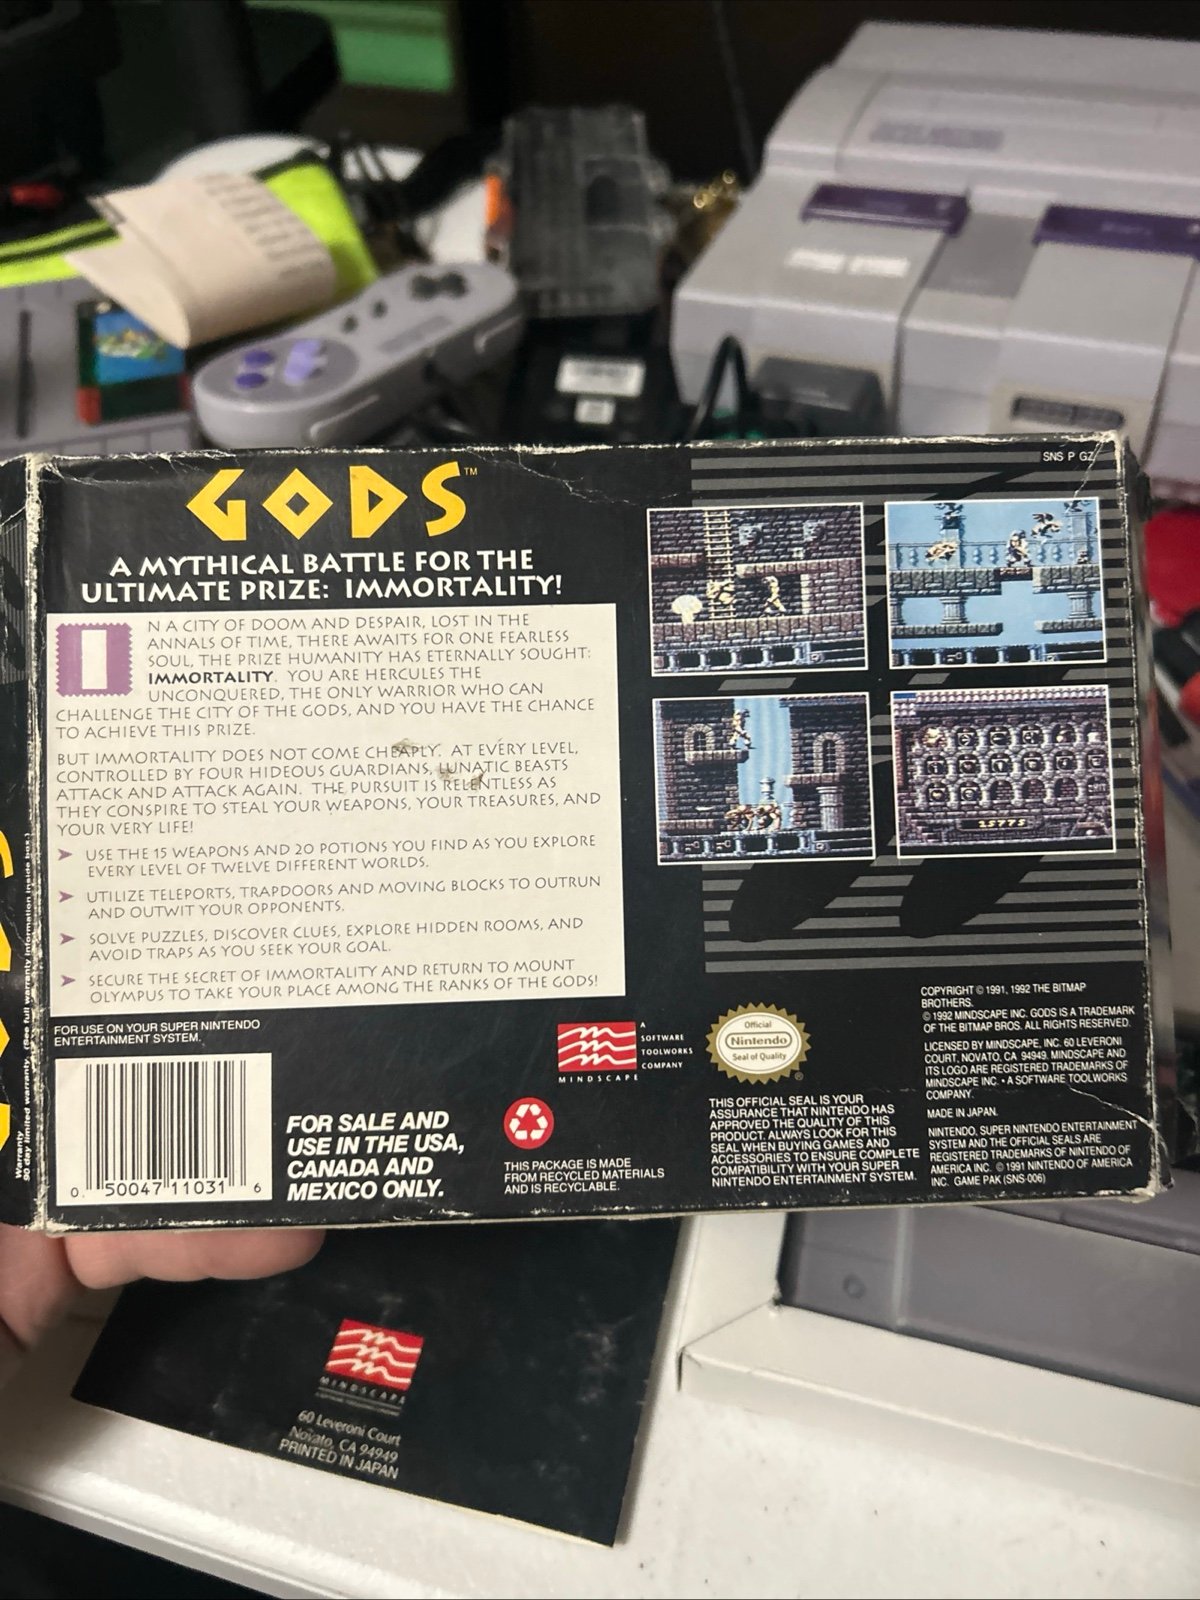 SNS P GZ
GODS™
A MYTHICAL BATTLE FOR THE
ULTIMATE PRIZE: IMMORTALITY!
IN A CITY OF DOOM AND DESPAIR, LOST IN THE
ANNALS OF TIME, THERE AWAITS FOR ONE FEARLESS
SOUL, THE PRIZE HUMANITY HAS ETERNALLY SOUGHT:
IMMORTALITY. YOU ARE HERCULES THE
UNCONQUERED, THE ONLY WARRIOR WHO CAN
CHALLENGE THE CITY OF THE GODS, AND YOU HAVE THE CHANCE
TO ACHIEVE THIS PRIZE.
BUT IMMORTALITY DOES NOT COME CHEAPLY. AT EVERY LEVEL,
CONTROLLED BY FOUR HIDEOUS GUARDIANS, LUNATIC BEASTS
ATTACK AND ATTACK AGAIN. THE PURSUIT IS RELENTLESS AS
THEY CONSPIRE TO STEAL YOUR WEAPONS, YOUR TREASURES, AND
YOUR VERY LIFE!
➤ USE THE 15 WEAPONS AND 20 POTIONS YOU FIND AS YOU EXPLORE
EVERY LEVEL OF TWELVE DIFFERENT WORLDS.
➤ UTILIZE TELEPORTS, TRAPDOORS AND MOVING BLOCKS TO OUTRUN
AND OUTWIT YOUR OPPONENTS.
➤ SOLVE PUZZLES, DISCOVER CLUES, EXPLORE HIDDEN ROOMS, AND
AVOID TRAPS AS YOU SEEK YOUR GOAL.
➤ SECURE THE SECRET OF IMMORTALITY AND RETURN TO MOUNT
OLYMPUS TO TAKE YOUR PLACE AMONG THE RANKS OF THE GODS!
15775
FOR USE ON YOUR SUPER NINTENDO
ENTERTAINMENT SYSTEM.
0 50047 11031 6
FOR SALE AND
USE IN THE USA,
CANADA AND
MEXICO ONLY.
MINDSCAPE
A
SOFTWARE
TOOLWORKS
COMPANY
THIS PACKAGE IS MADE
FROM RECYCLED MATERIALS
AND IS RECYCLABLE.
Official
Nintendo
Seal of Quality
®
THIS OFFICIAL SEAL IS YOUR
ASSURANCE THAT NINTENDO HAS
APPROVED THE QUALITY OF THIS
PRODUCT. ALWAYS LOOK FOR THIS
SEAL WHEN BUYING GAMES AND
ACCESSORIES TO ENSURE COMPLETE
COMPATIBILITY WITH YOUR SUPER
NINTENDO ENTERTAINMENT SYSTEM.
COPYRIGHT © 1991, 1992 THE BITMAP
BROTHERS.
© 1992 MINDSCAPE INC. GODS IS A TRADEMARK
OF THE BITMAP BROS. ALL RIGHTS RESERVED.
LICENSED BY MINDSCAPE, INC. 60 LEVERONI
COURT, NOVATO, CA 94949. MINDSCAPE AND
ITS LOGO ARE REGISTERED TRADEMARKS OF
MINDSCAPE INC. • A SOFTWARE TOOLWORKS
COMPANY.
MADE IN JAPAN.
NINTENDO, SUPER NINTENDO ENTERTAINMENT
SYSTEM AND THE OFFICIAL SEALS ARE
REGISTERED TRADEMARKS OF NINTENDO OF
AMERICA INC. © 1991 NINTENDO OF AMERICA
INC. GAME PAK (SNS-006)
Warranty
90 day limited warranty. (See full warranty information inside box.)
MINDSCAPE
60 Leveroni Court
Novato, CA 94949
PRINTED IN JAPAN